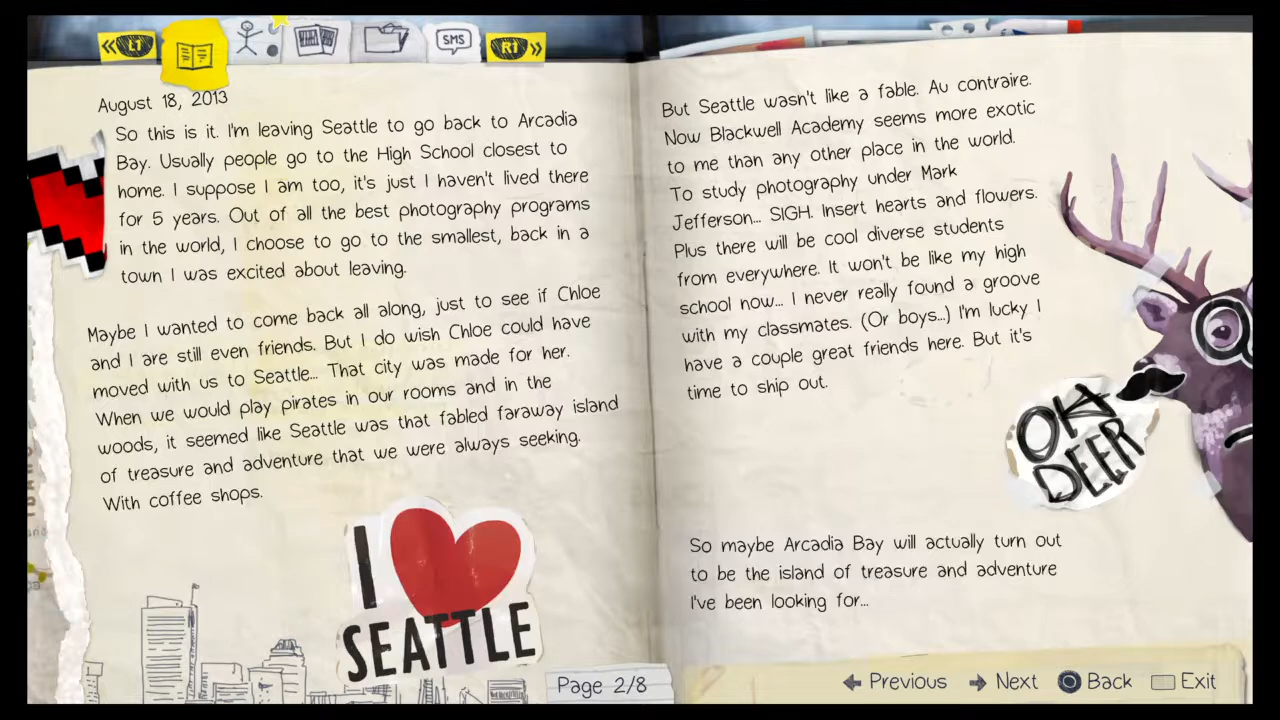 L1
SMS
R1
August 18, 2013
So this is it. I'm leaving Seattle to go back to Arcadia
Bay. Usually people go to the High School closest to
home. I suppose I am too, it's just I haven't lived there
for 5 years. Out of all the best photography programs
in the world, I choose to go to the smallest, back in a
town I was excited about leaving.
Maybe I wanted to come back all along, just to see if Chloe
and I are still even friends. But I do wish Chloe could have
moved with us to Seattle... That city was made for her.
When we would play pirates in our rooms and in the
woods, it seemed like Seattle was that fabled faraway island
of treasure and adventure that we were always seeking.
With coffee shops.
I
SEATTLE
Page 2/8
But Seattle wasn't like a fable. Au contraire.
Now Blackwell Academy seems more exotic
to me than any other place in the world.
To study photography under Mark
Jefferson... SIGH. Insert hearts and flowers.
Plus there will be cool diverse students
from everywhere. It won't be like my high
school now... I never really found a groove
with my classmates. (Or boys...) I'm lucky I
have a couple great friends here. But it's
time to ship out.
OH
DEER
So maybe Arcadia Bay will actually turn out
to be the island of treasure and adventure
I've been looking for...
Previous Next Back Exit